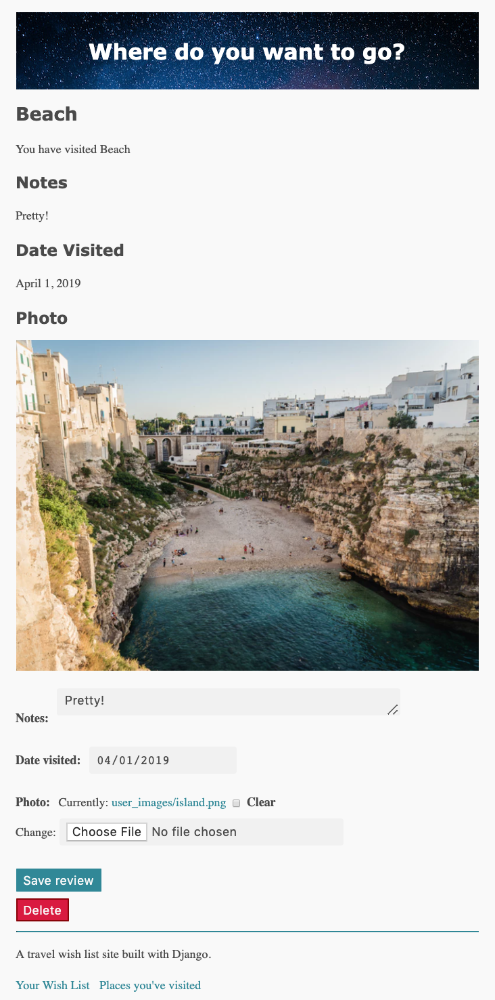 Where do you want to go?
Beach
You have visited Beach
Notes
Pretty!
Date Visited
April 1, 2019
Photo
Notes: Pretty!
Date visited: 04/01/2019
Photo: Currently: user_images/island.png Clear
Change: Choose File No file chosen
Save review
Delete
A travel wish list site built with Django.
Your Wish List Places you've visited